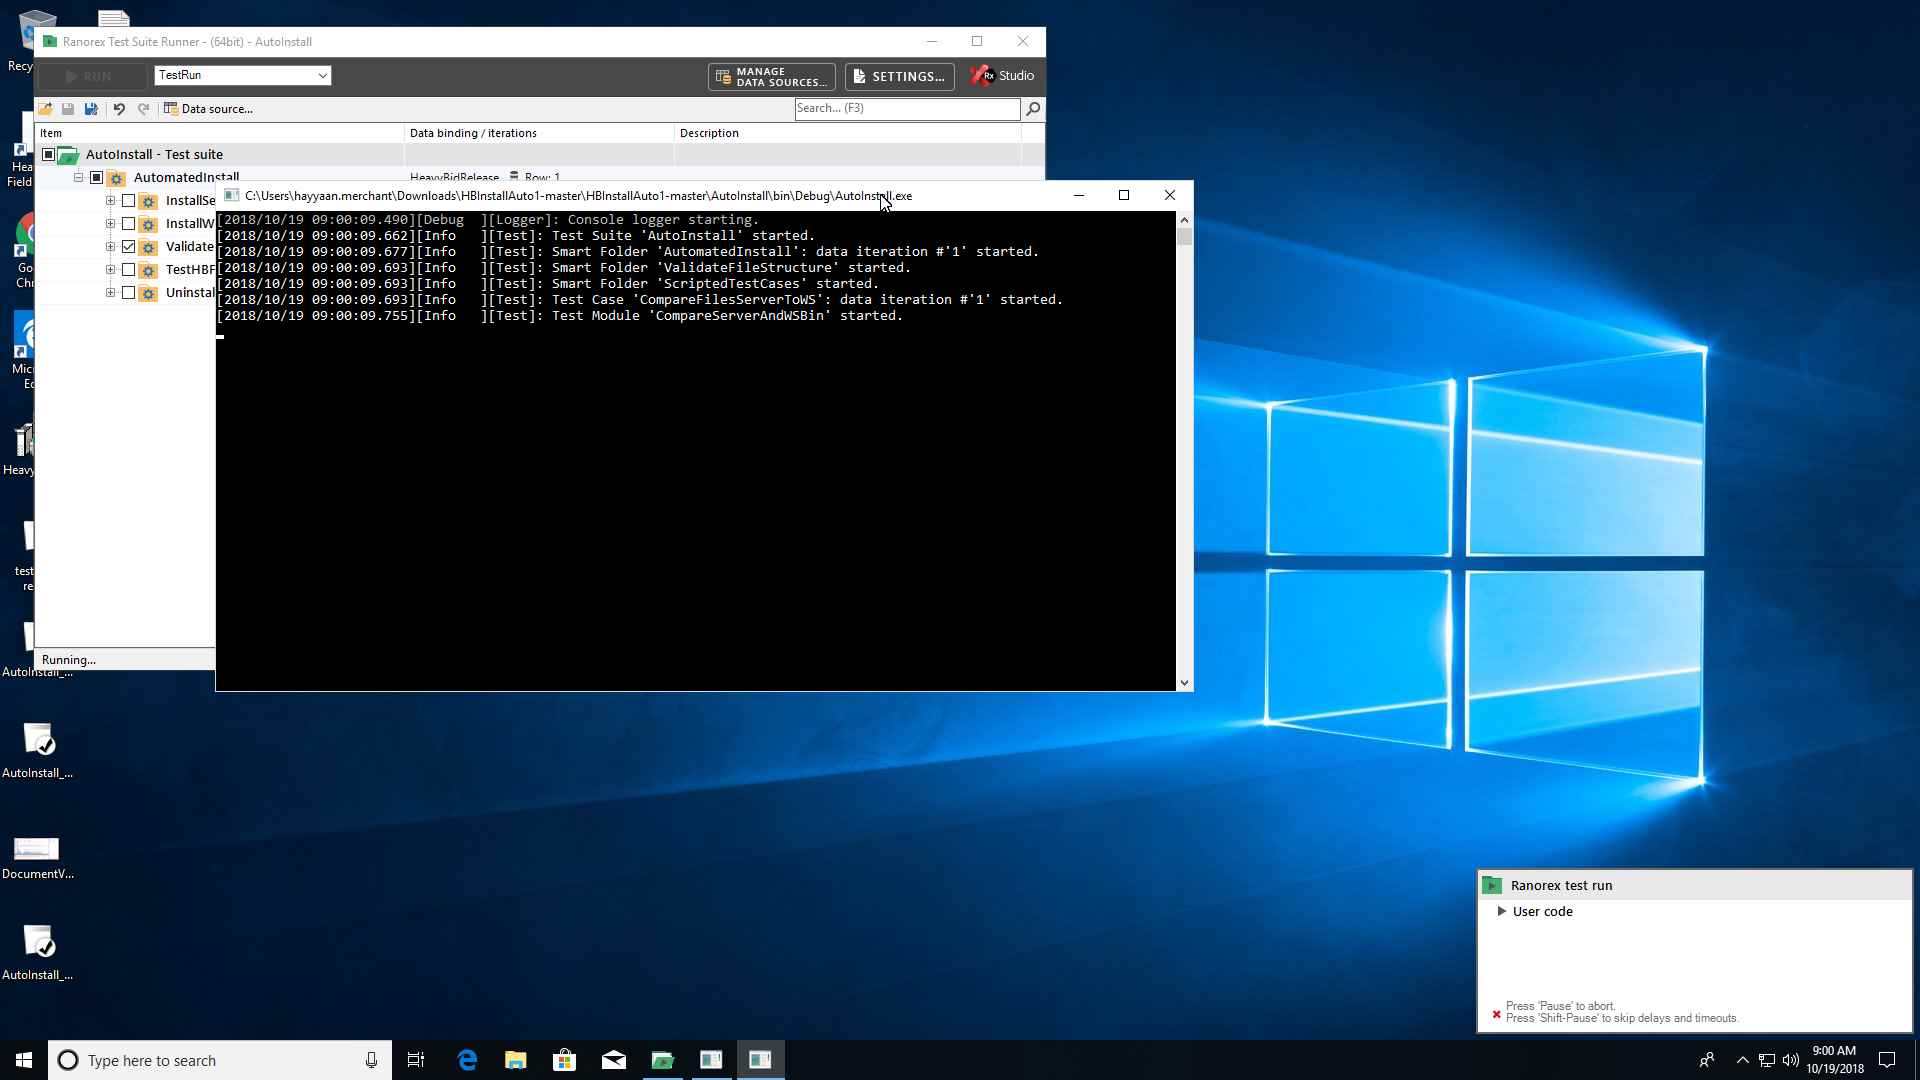 Recy
Ranorex Test Suite Runner - (64bit) - AutoInstall
RUN
TestRun
MANAGE
DATA SOURCES...
SETTINGS...
Rx
Studio
Data source...
Search... (F3)
Item
Data binding / iterations
Description
AutoInstall - Test suite
AutomatedInstall
HeavyBidRelease
Row: 1
InstallSe
InstallW
Validate
TestHBF
Uninstal
Running...
C:\Users\hayyaan.merchant\Downloads\HBInstallAuto1-master\HBInstallAuto1-master\AutoInstall\bin\Debug\AutoInstall.exe
[2018/10/19 09:00:09.490][Debug  ][Logger]: Console logger starting.
[2018/10/19 09:00:09.662][Info   ][Test]: Test Suite 'AutoInstall' started.
[2018/10/19 09:00:09.677][Info   ][Test]: Smart Folder 'AutomatedInstall': data iteration #'1' started.
[2018/10/19 09:00:09.693][Info   ][Test]: Smart Folder 'ValidateFileStructure' started.
[2018/10/19 09:00:09.693][Info   ][Test]: Smart Folder 'ScriptedTestCases' started.
[2018/10/19 09:00:09.693][Info   ][Test]: Test Case 'CompareFilesServerToWS': data iteration #'1' started.
[2018/10/19 09:00:09.755][Info   ][Test]: Test Module 'CompareServerAndWSBin' started.
Hea
Field
Go
Chr
Mic
Ec
Heavy
test
re
AutoInstall_...
AutoInstall_...
DocumentV...
AutoInstall_...
Ranorex test run
User code
Press 'Pause' to abort.
Press 'Shift-Pause' to skip delays and timeouts.
Type here to search
9:00 AM
10/19/2018